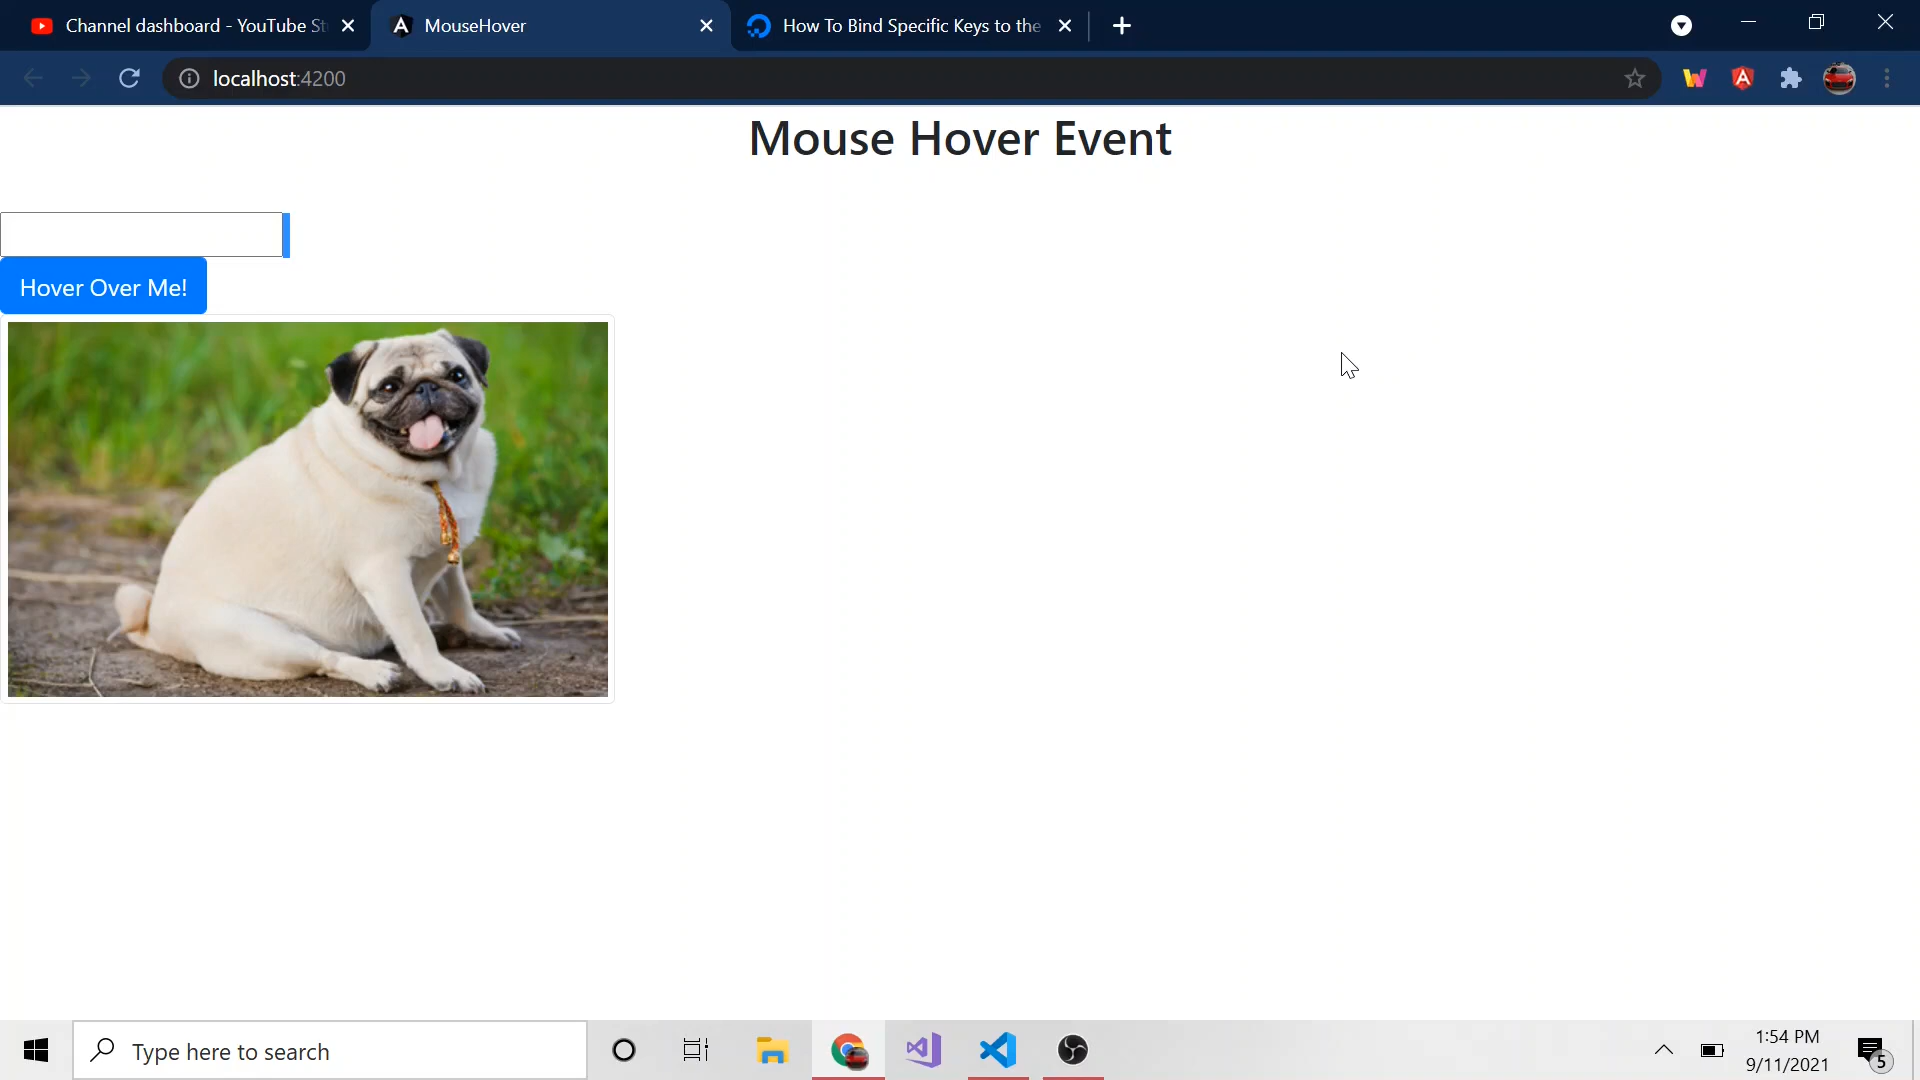 Channel dashboard - YouTube St
MouseHover
How To Bind Specific Keys to the
localhost:4200
Mouse Hover Event
Hover Over Me!
Type here to search
1:54 PM
9/11/2021
5